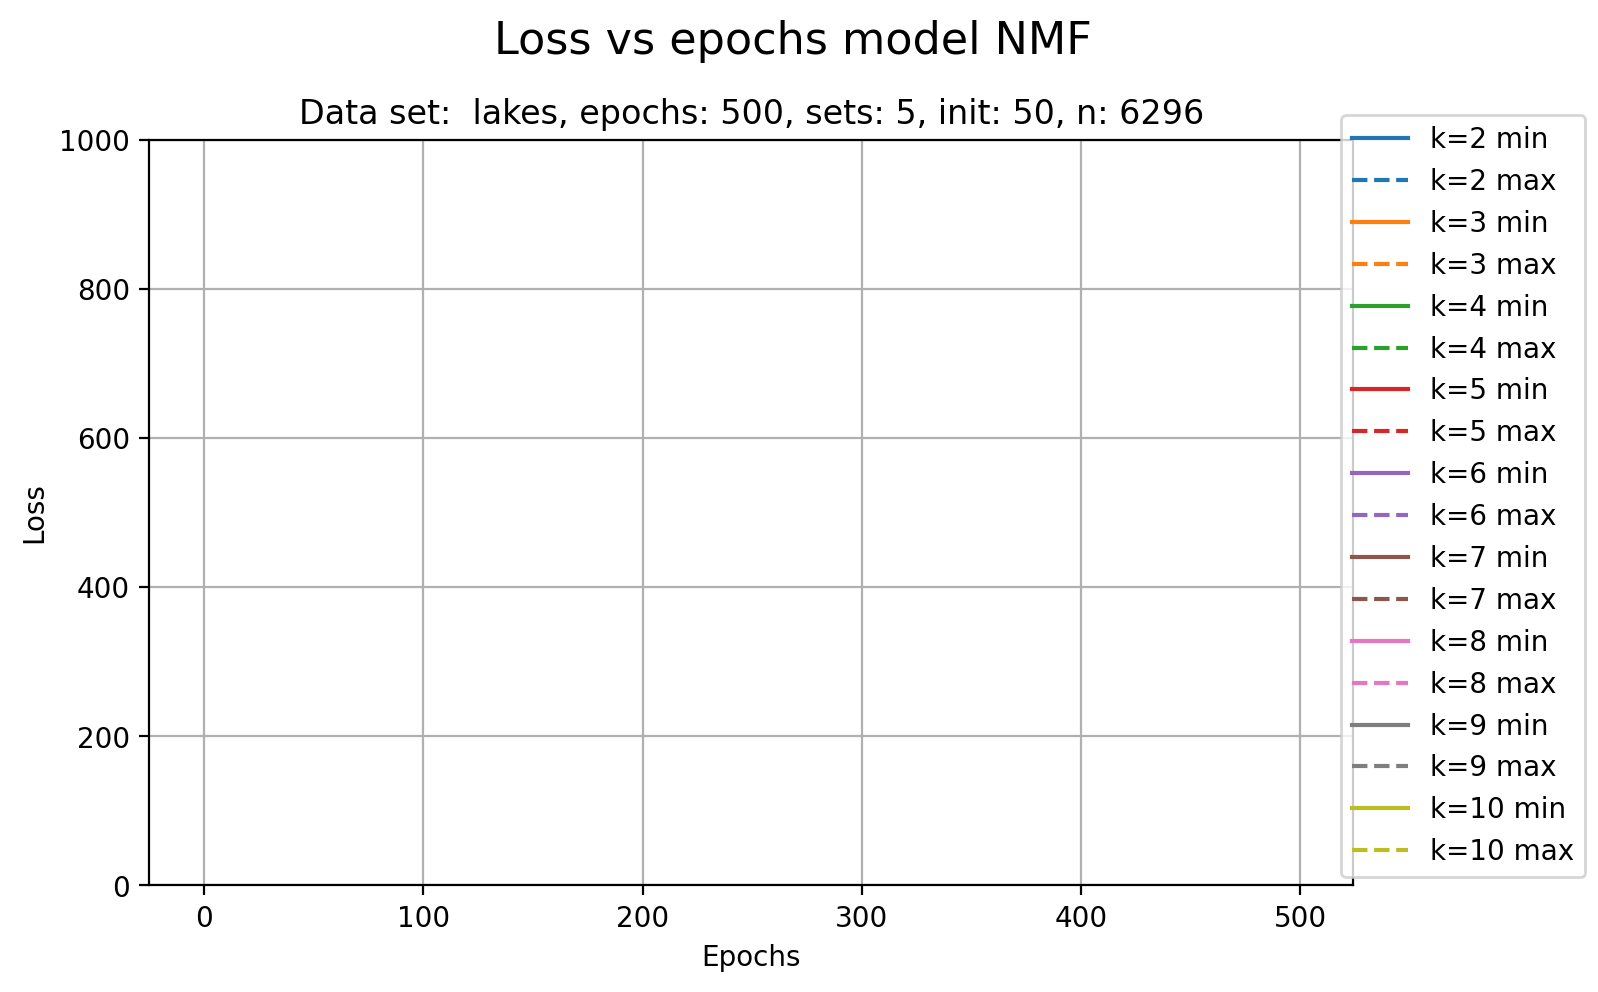 Loss vs epochs model NMF
Data set:  lakes, epochs: 500, sets: 5, init: 50, n: 6296
1000
800
600
400
200
0
Loss
0 100 200 300 400 500
Epochs
k=2 min
k=2 max
k=3 min
k=3 max
k=4 min
k=4 max
k=5 min
k=5 max
k=6 min
k=6 max
k=7 min
k=7 max
k=8 min
k=8 max
k=9 min
k=9 max
k=10 min
k=10 max